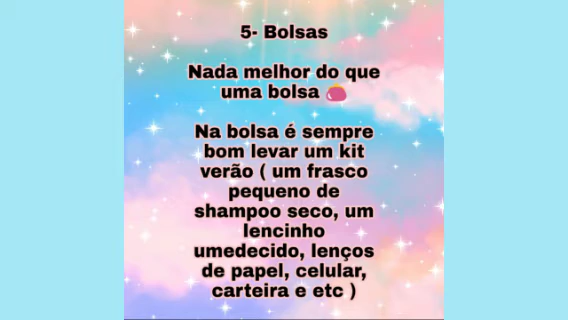 5- Bolsas
Nada melhor do que
uma bolsa 👛
Na bolsa é sempre
bom levar um kit
verão ( um frasco
pequeno de
shampoo seco, um
lencinho
umedecido, lenços
de papel, celular,
carteira e etc )